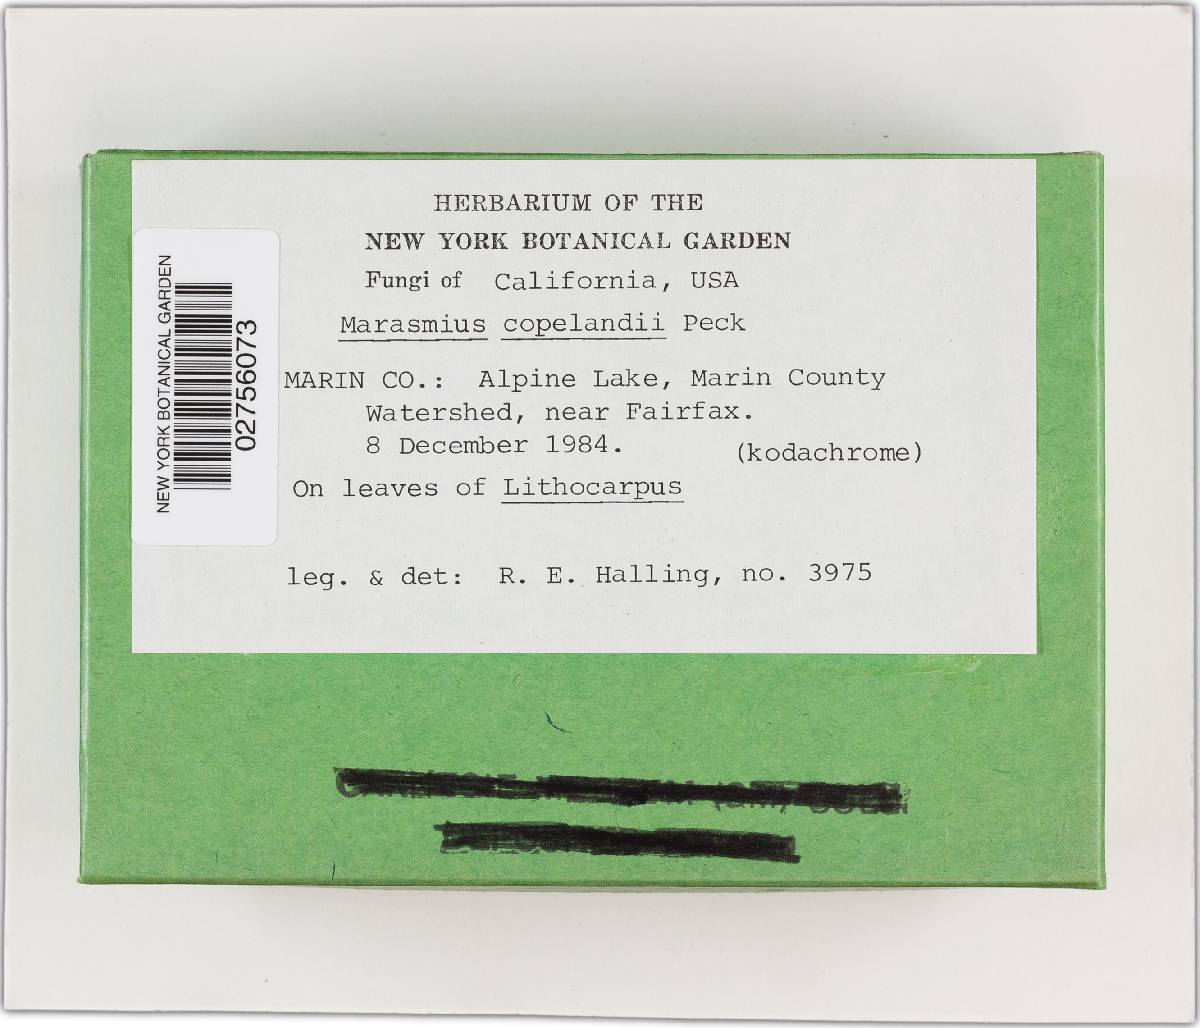 HERBARIUM OF THE
NEW YORK BOTANICAL GARDEN
Fungi of California, USA
Marasmius copelandii Peck
MARIN CO.: Alpine Lake, Marin County
Watershed, near Fairfax.
8 December 1984. (kodachrome)
On leaves of Lithocarpus
leg. & det: R. E. Halling, no. 3975
NEW YORK BOTANICAL GARDEN
02756073